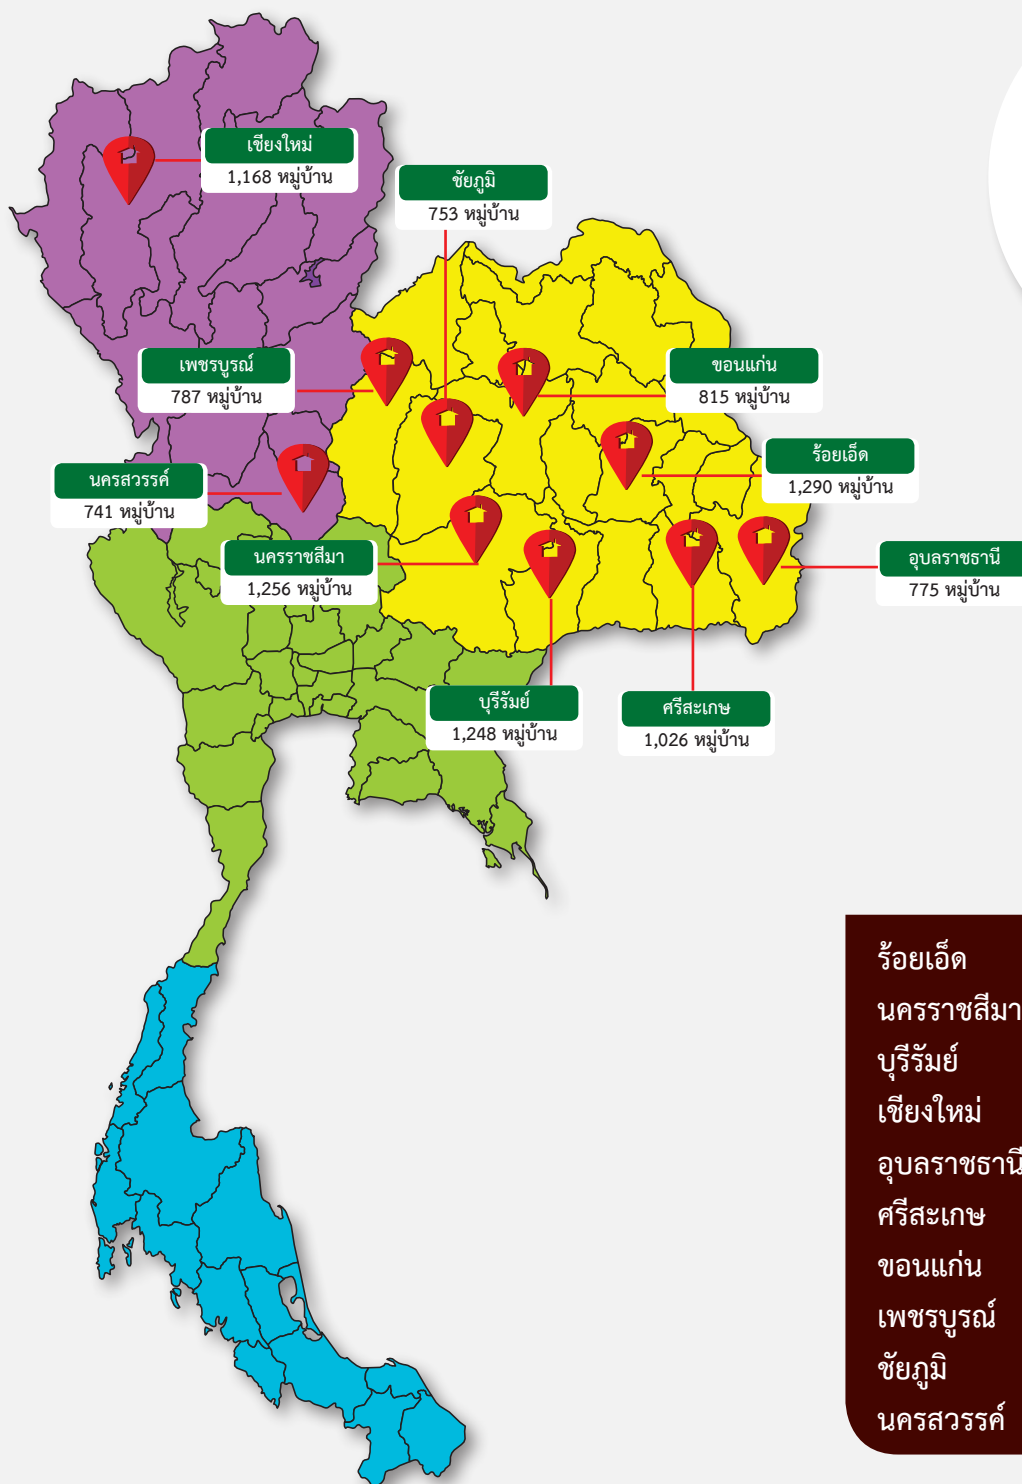 เชียงใหม่
1,168 หมู่บ้าน
ชัยภูมิ
753 หมู่บ้าน
เพชรบูรณ์
787 หมู่บ้าน
ขอนแก่น
815 หมู่บ้าน
ร้อยเอ็ด
1,290 หมู่บ้าน
นครสวรรค์
741 หมู่บ้าน
นครราชสีมา
1,256 หมู่บ้าน
อุบลราชธานี
775 หมู่บ้าน
บุรีรัมย์
1,248 หมู่บ้าน
ศรีสะเกษ
1,026 หมู่บ้าน
ร้อยเอ็ด
นครราชสีมา
บุรีรัมย์
เชียงใหม่
อุบลราชธานี
ศรีสะเกษ
ขอนแก่น
เพชรบูรณ์
ชัยภูมิ
นครสวรรค์